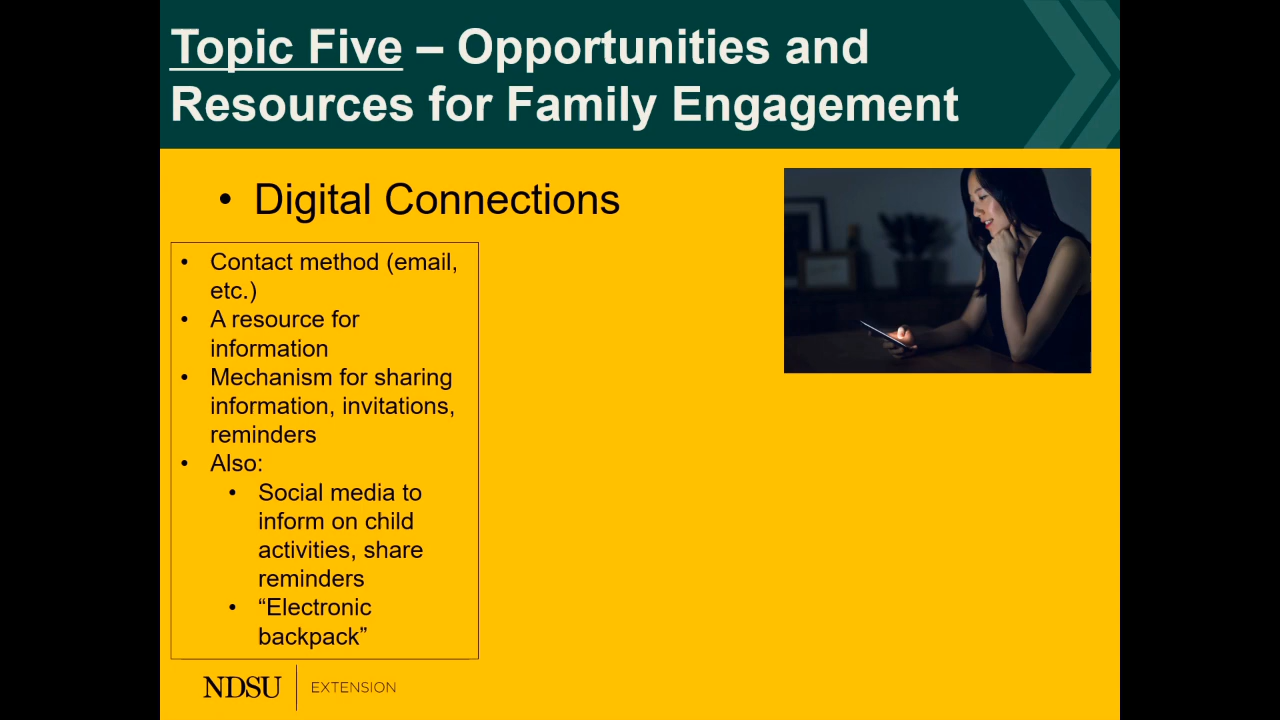 Topic Five – Opportunities and
Resources for Family Engagement
• Digital Connections
• Contact method (email,
etc.)
• A resource for
information
• Mechanism for sharing
information, invitations,
reminders
• Also:
• Social media to
inform on child
activities, share
reminders
• “Electronic
backpack”
NDSU EXTENSION